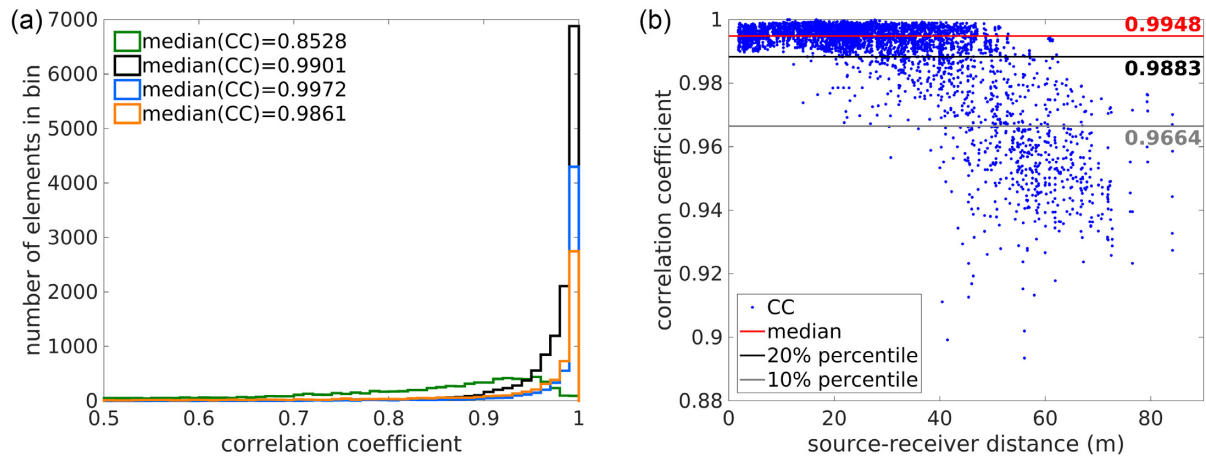 (a)
7000
6000
5000
4000
3000
2000
1000
0
number of elements in bin
median(CC)=0.8528
median(CC)=0.9901
median(CC)=0.9972
median(CC)=0.9861
0.5
0.6
0.7
0.8
0.9
1
correlation coefficient
(b)
1
0.98
0.96
0.94
0.92
0.9
0.88
correlation coefficient
0.9948
0.9883
0.9664
CC
median
20% percentile
10% percentile
0
20
40
60
80
source-receiver distance (m)